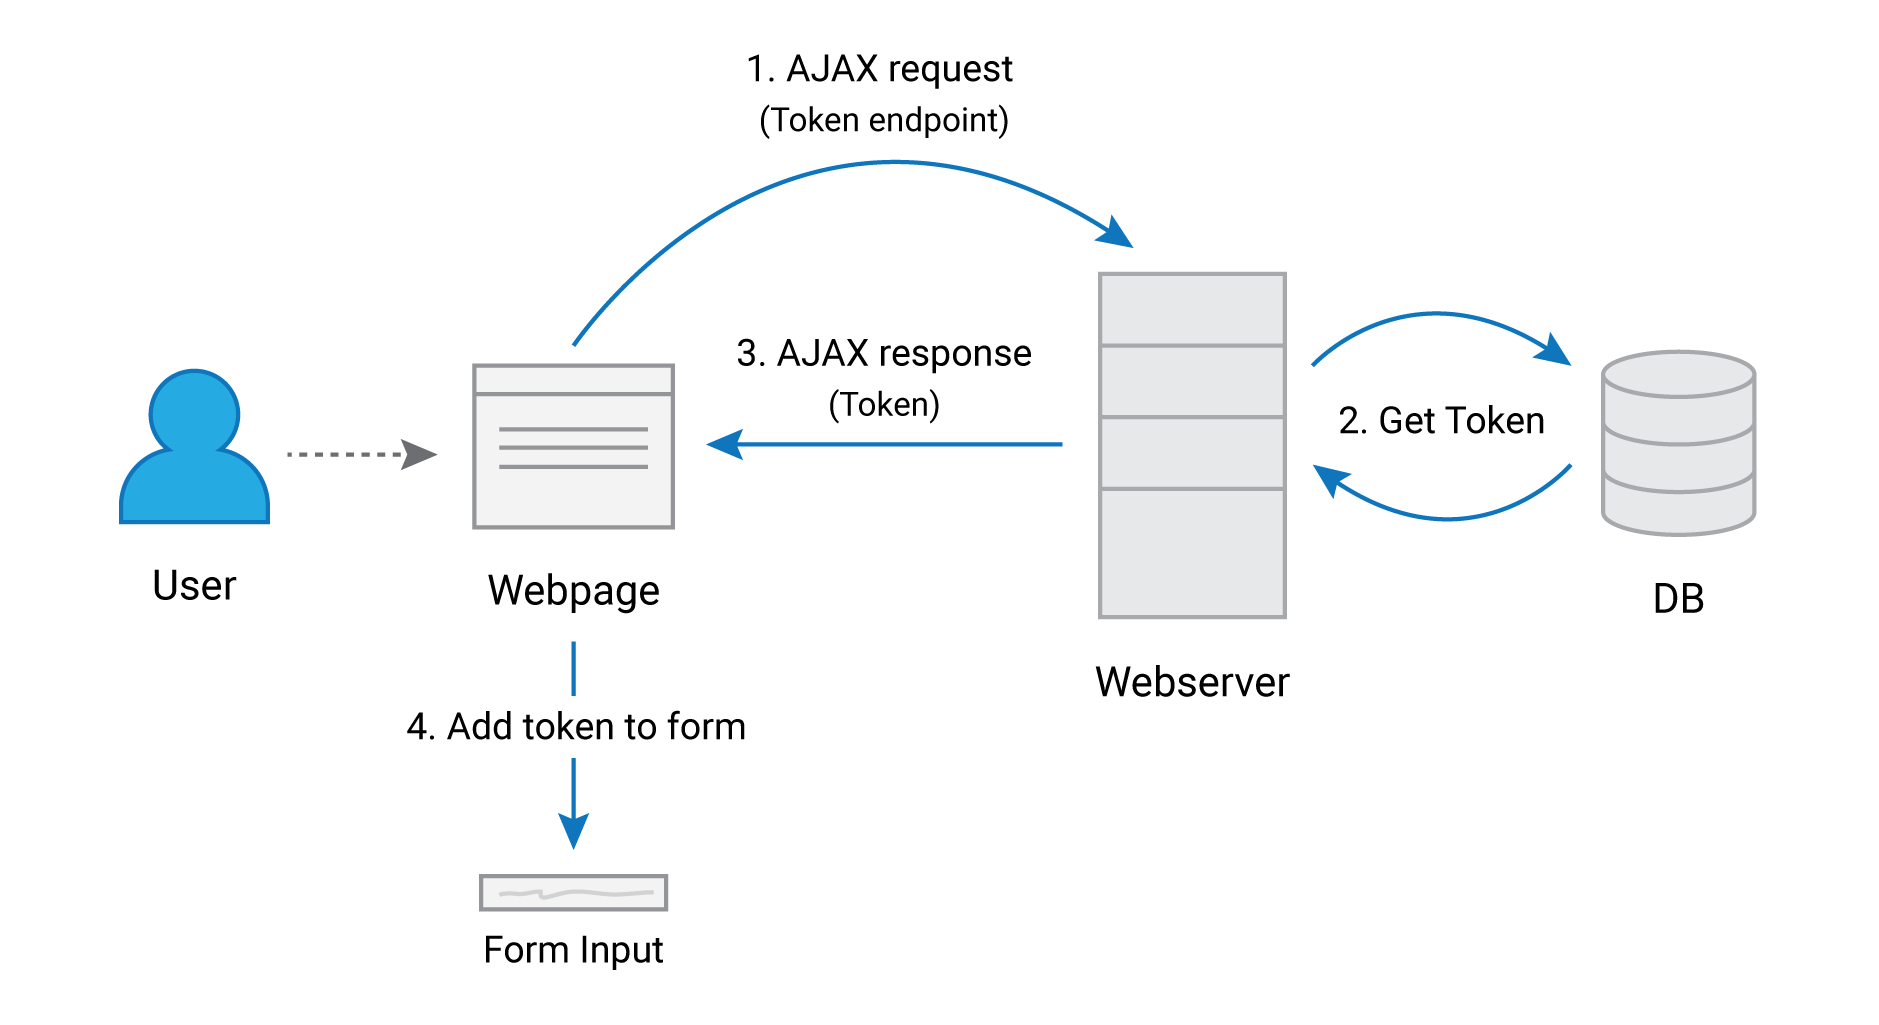 1. AJAX request
(Token endpoint)
3. AJAX response
(Token)
2. Get Token
User
Webpage
DB
Webserver
4. Add token to form
Form Input